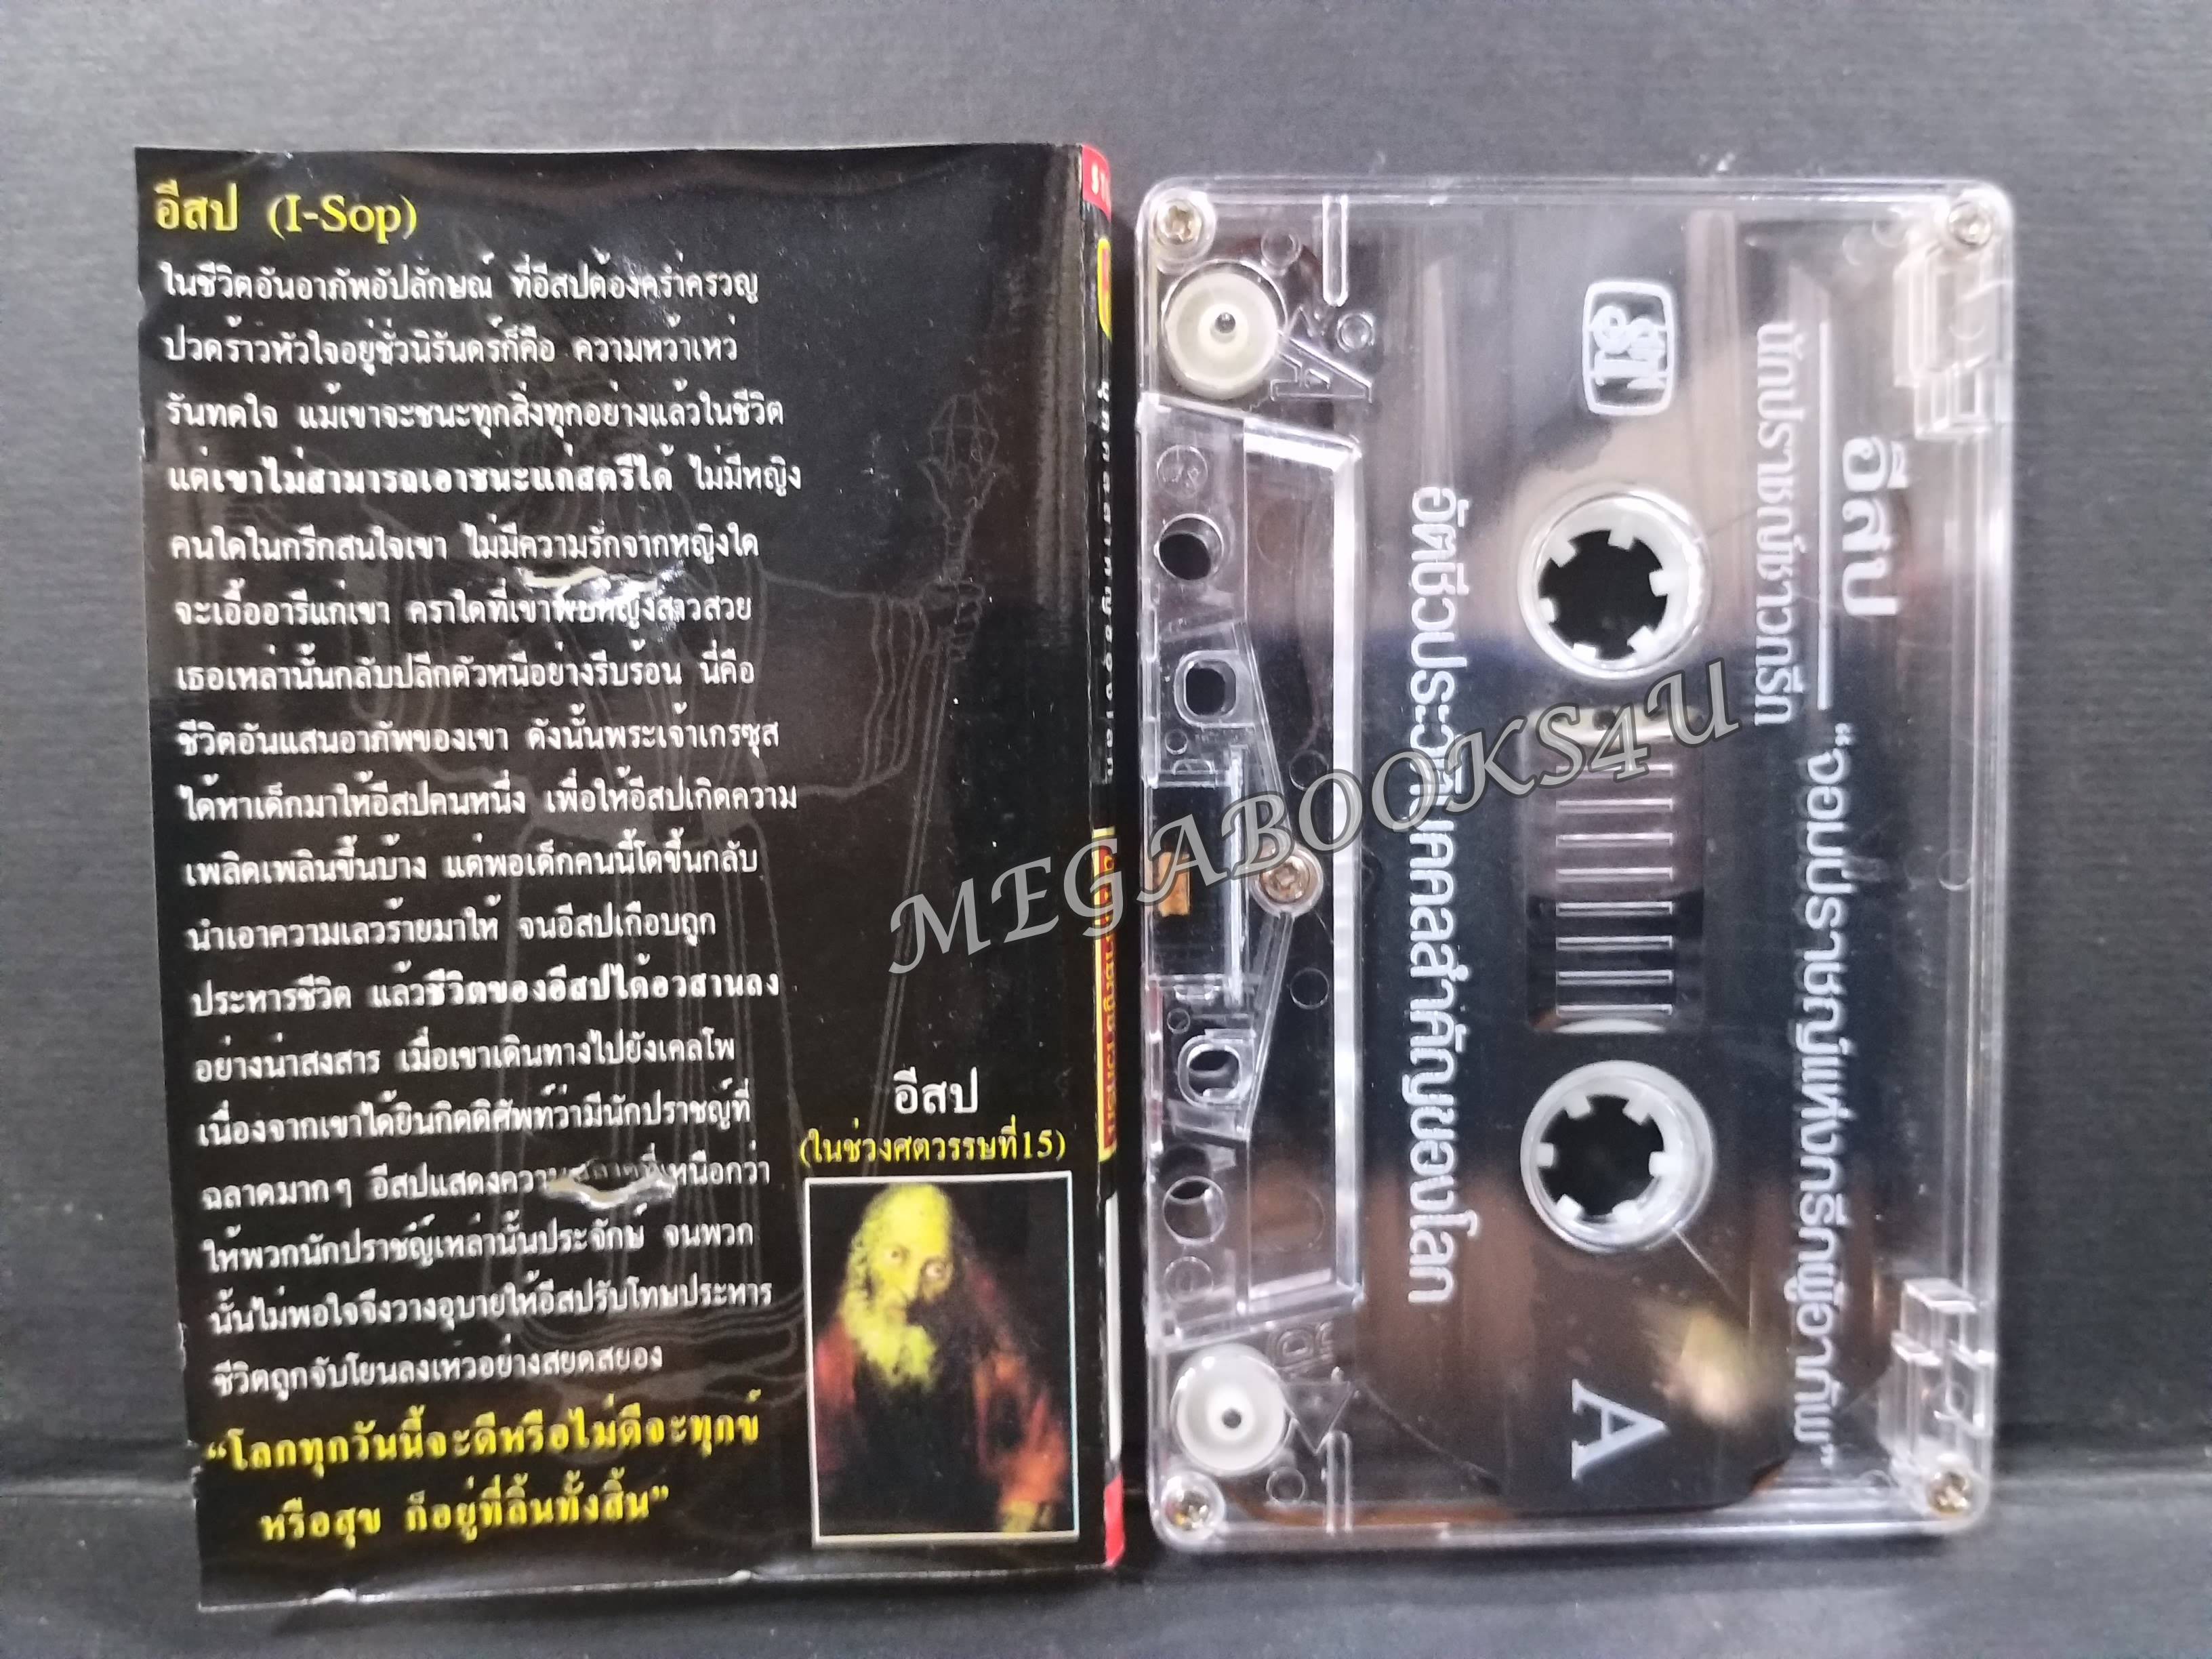 อีสป (I-Sop)
ในชีวิตอันอาภัพอัปลักษณ์ ที่อีสปต้องคร่ำครวญ
ปวดร้าวหัวใจอยู่ชั่วนิรันดร์ก็คือ ความหว้าเหว่
รันทดใจ แม้เขาจะชนะทุกสิ่งทุกอย่างแล้วในชีวิต
แต่เขาไม่สามารถเอาชนะแก่สตรีได้ ไม่มีหญิง
คนใดในกรีกสนใจเขา ไม่มีความรักจากหญิงใด
จะเอื้ออารีแก่เขา คราใดที่เขาพบหญิงสาวสวย
เธอเหล่านั้นกลับปลีกตัวหนีอย่างรีบร้อน นี่คือ
ชีวิตอันแสนอาภัพของเขา ดังนั้นพระเจ้าเกรซุส
ได้หาเด็กมาให้อีสปคนหนึ่ง เพื่อให้อีสปเกิดความ
เพลิดเพลินขึ้นบ้าง แต่พอเด็กคนนี้โตขึ้นกลับ
นำเอาความเลวร้ายมาให้ จนอีสปเกือบถูก
ประหารชีวิต แล้วชีวิตของอีสปได้อวสานลง
อย่างน่าสงสาร เมื่อเขาเดินทางไปยังเดลโพ
เนื่องจากเขาได้ยินกิตติศัพท์ว่ามีนักปราชญ์ที่
ฉลาดมากๆ อีสปแสดงความฉลาดที่เหนือกว่า
ให้พวกนักปราชญ์เหล่านั้นประจักษ์ จนพวก
นั้นไม่พอใจจึงวางอุบายให้อีสปรับโทษประหาร
ชีวิตถูกจับโยนลงเหวอย่างสยดสยอง
“โลกทุกวันนี้จะดีหรือไม่ดีจะทุกข์
หรือสุข ก็อยู่ที่ลิ้นทั้งสิ้น”
อีสป
(ในช่วงศตวรรษที่15)
อีสป
นักปราชญ์ชาวกรีก
“จอมปราชญ์แห่งกรีกผู้อาภัพ”
อัตชีวประวัติบุคคลสำคัญของโลก
A
MEGABOOKS4U